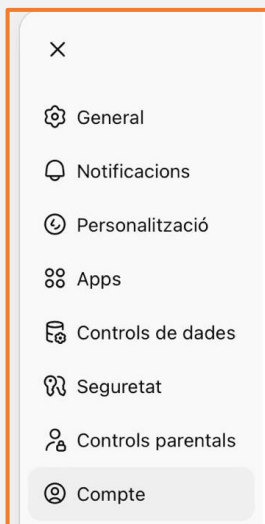 General
Notificacions
Personalització
Apps
Controls de dades
Seguretat
Controls parentals
Compte